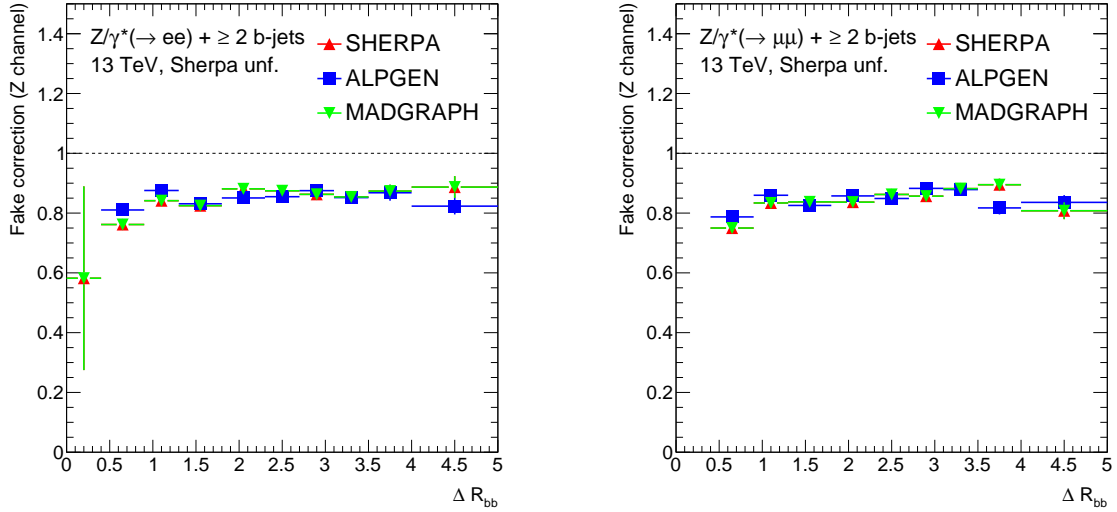 Fake correction (Z channel)
Z/γ*(→ ee) + ≥ 2 b-jets
13 TeV, Sherpa unf.
SHERPA
ALPGEN
MADGRAPH
1.4
1.2
1
0.8
0.6
0.4
0.2
0
0 0.5 1 1.5 2 2.5 3 3.5 4 4.5 5
Δ R_bb
Fake correction (Z channel)
Z/γ*(→ μμ) + ≥ 2 b-jets
13 TeV, Sherpa unf.
SHERPA
ALPGEN
MADGRAPH
1.4
1.2
1
0.8
0.6
0.4
0.2
0
0 0.5 1 1.5 2 2.5 3 3.5 4 4.5 5
Δ R_bb